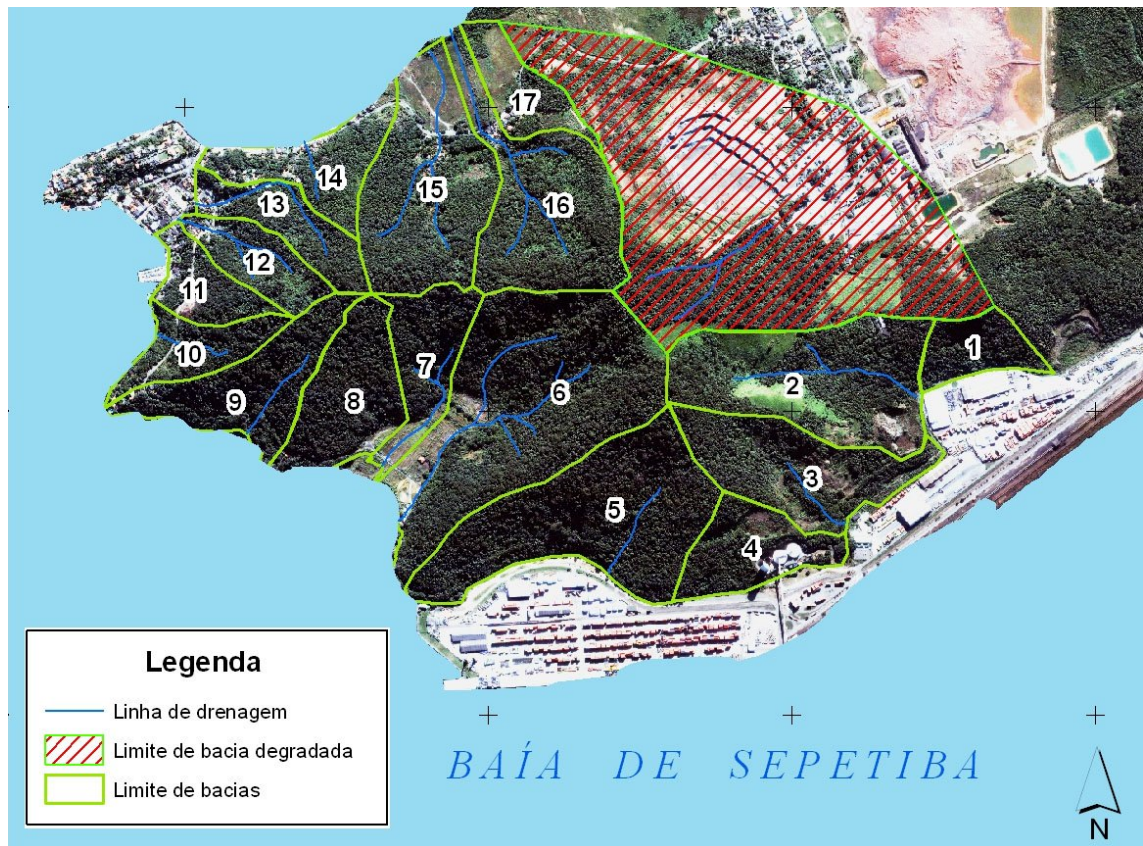 17
14
15
16
13
12
11
1
10
7
2
6
9
8
3
5
4
Legenda
Linha de drenagem
Limite de bacia degradada
Limite de bacias
BAÍA DE SEPETIBA
N